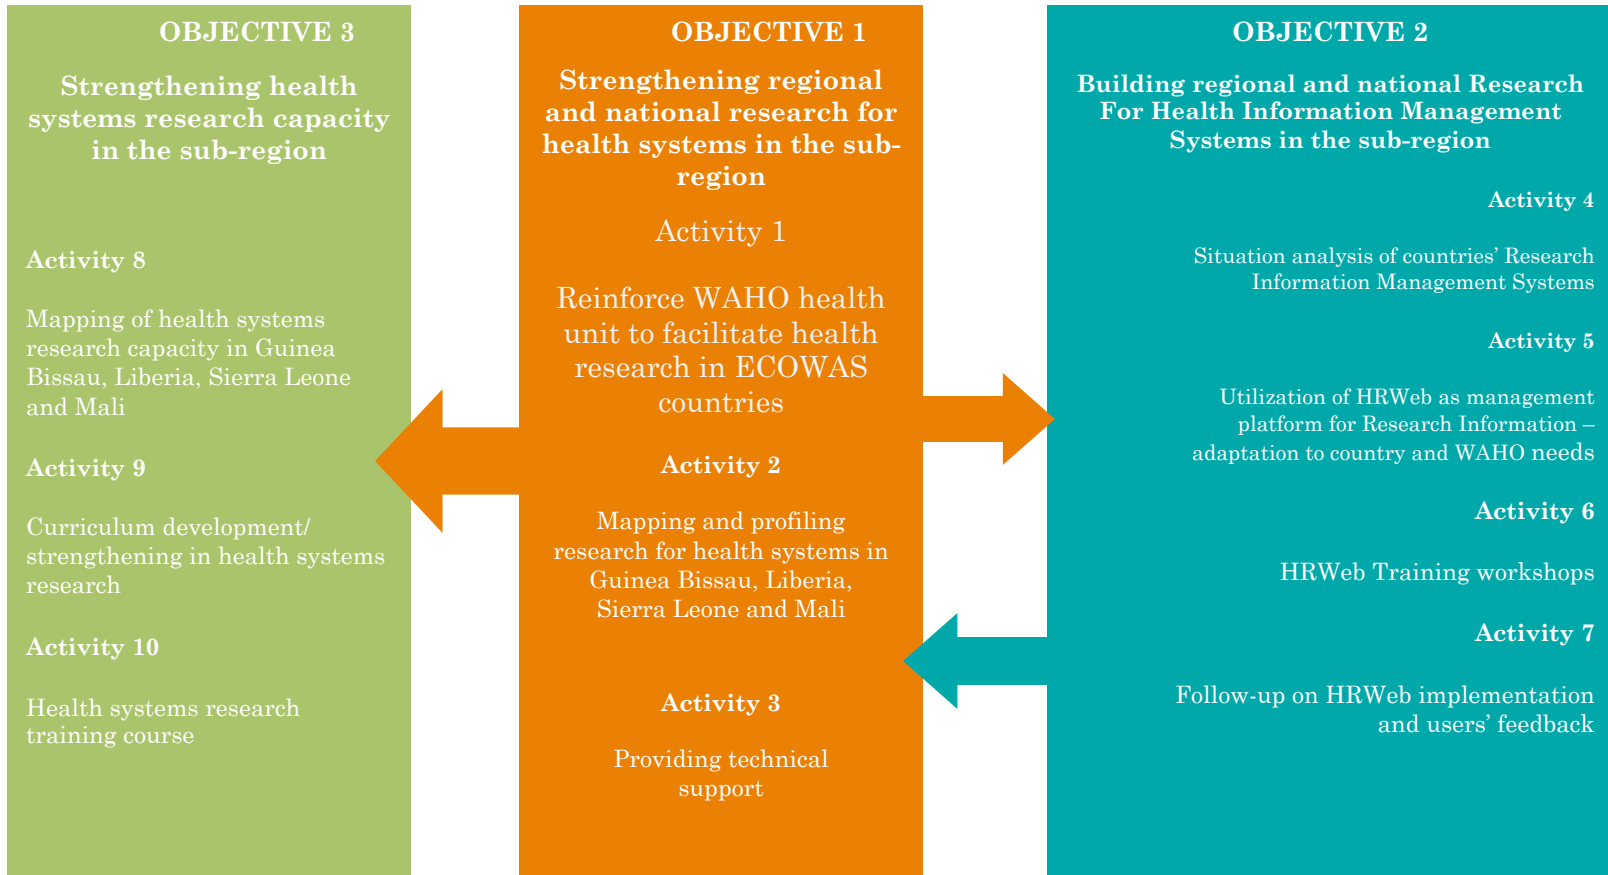 OBJECTIVE 3
Strengthening health
systems research capacity
in the sub-region
Activity 8
Mapping of health systems
research capacity in Guinea
Bissau, Liberia, Sierra Leone
and Mali
Activity 9
Curriculum development/
strengthening in health systems
research
Activity 10
Health systems research
training course
OBJECTIVE 1
Strengthening regional
and national research for
health systems in the sub-
region
Activity 1
Reinforce WAHO health
unit to facilitate health
research in ECOWAS
countries
Activity 2
Mapping and profiling
research for health systems in
Guinea Bissau, Liberia,
Sierra Leone and Mali
Activity 3
Providing technical
support
OBJECTIVE 2
Building regional and national Research
For Health Information Management
Systems in the sub-region
Activity 4
Situation analysis of countries’ Research
Information Management Systems
Activity 5
Utilization of HRWeb as management
platform for Research Information –
adaptation to country and WAHO needs
Activity 6
HRWeb Training workshops
Activity 7
Follow-up on HRWeb implementation
and users’ feedback